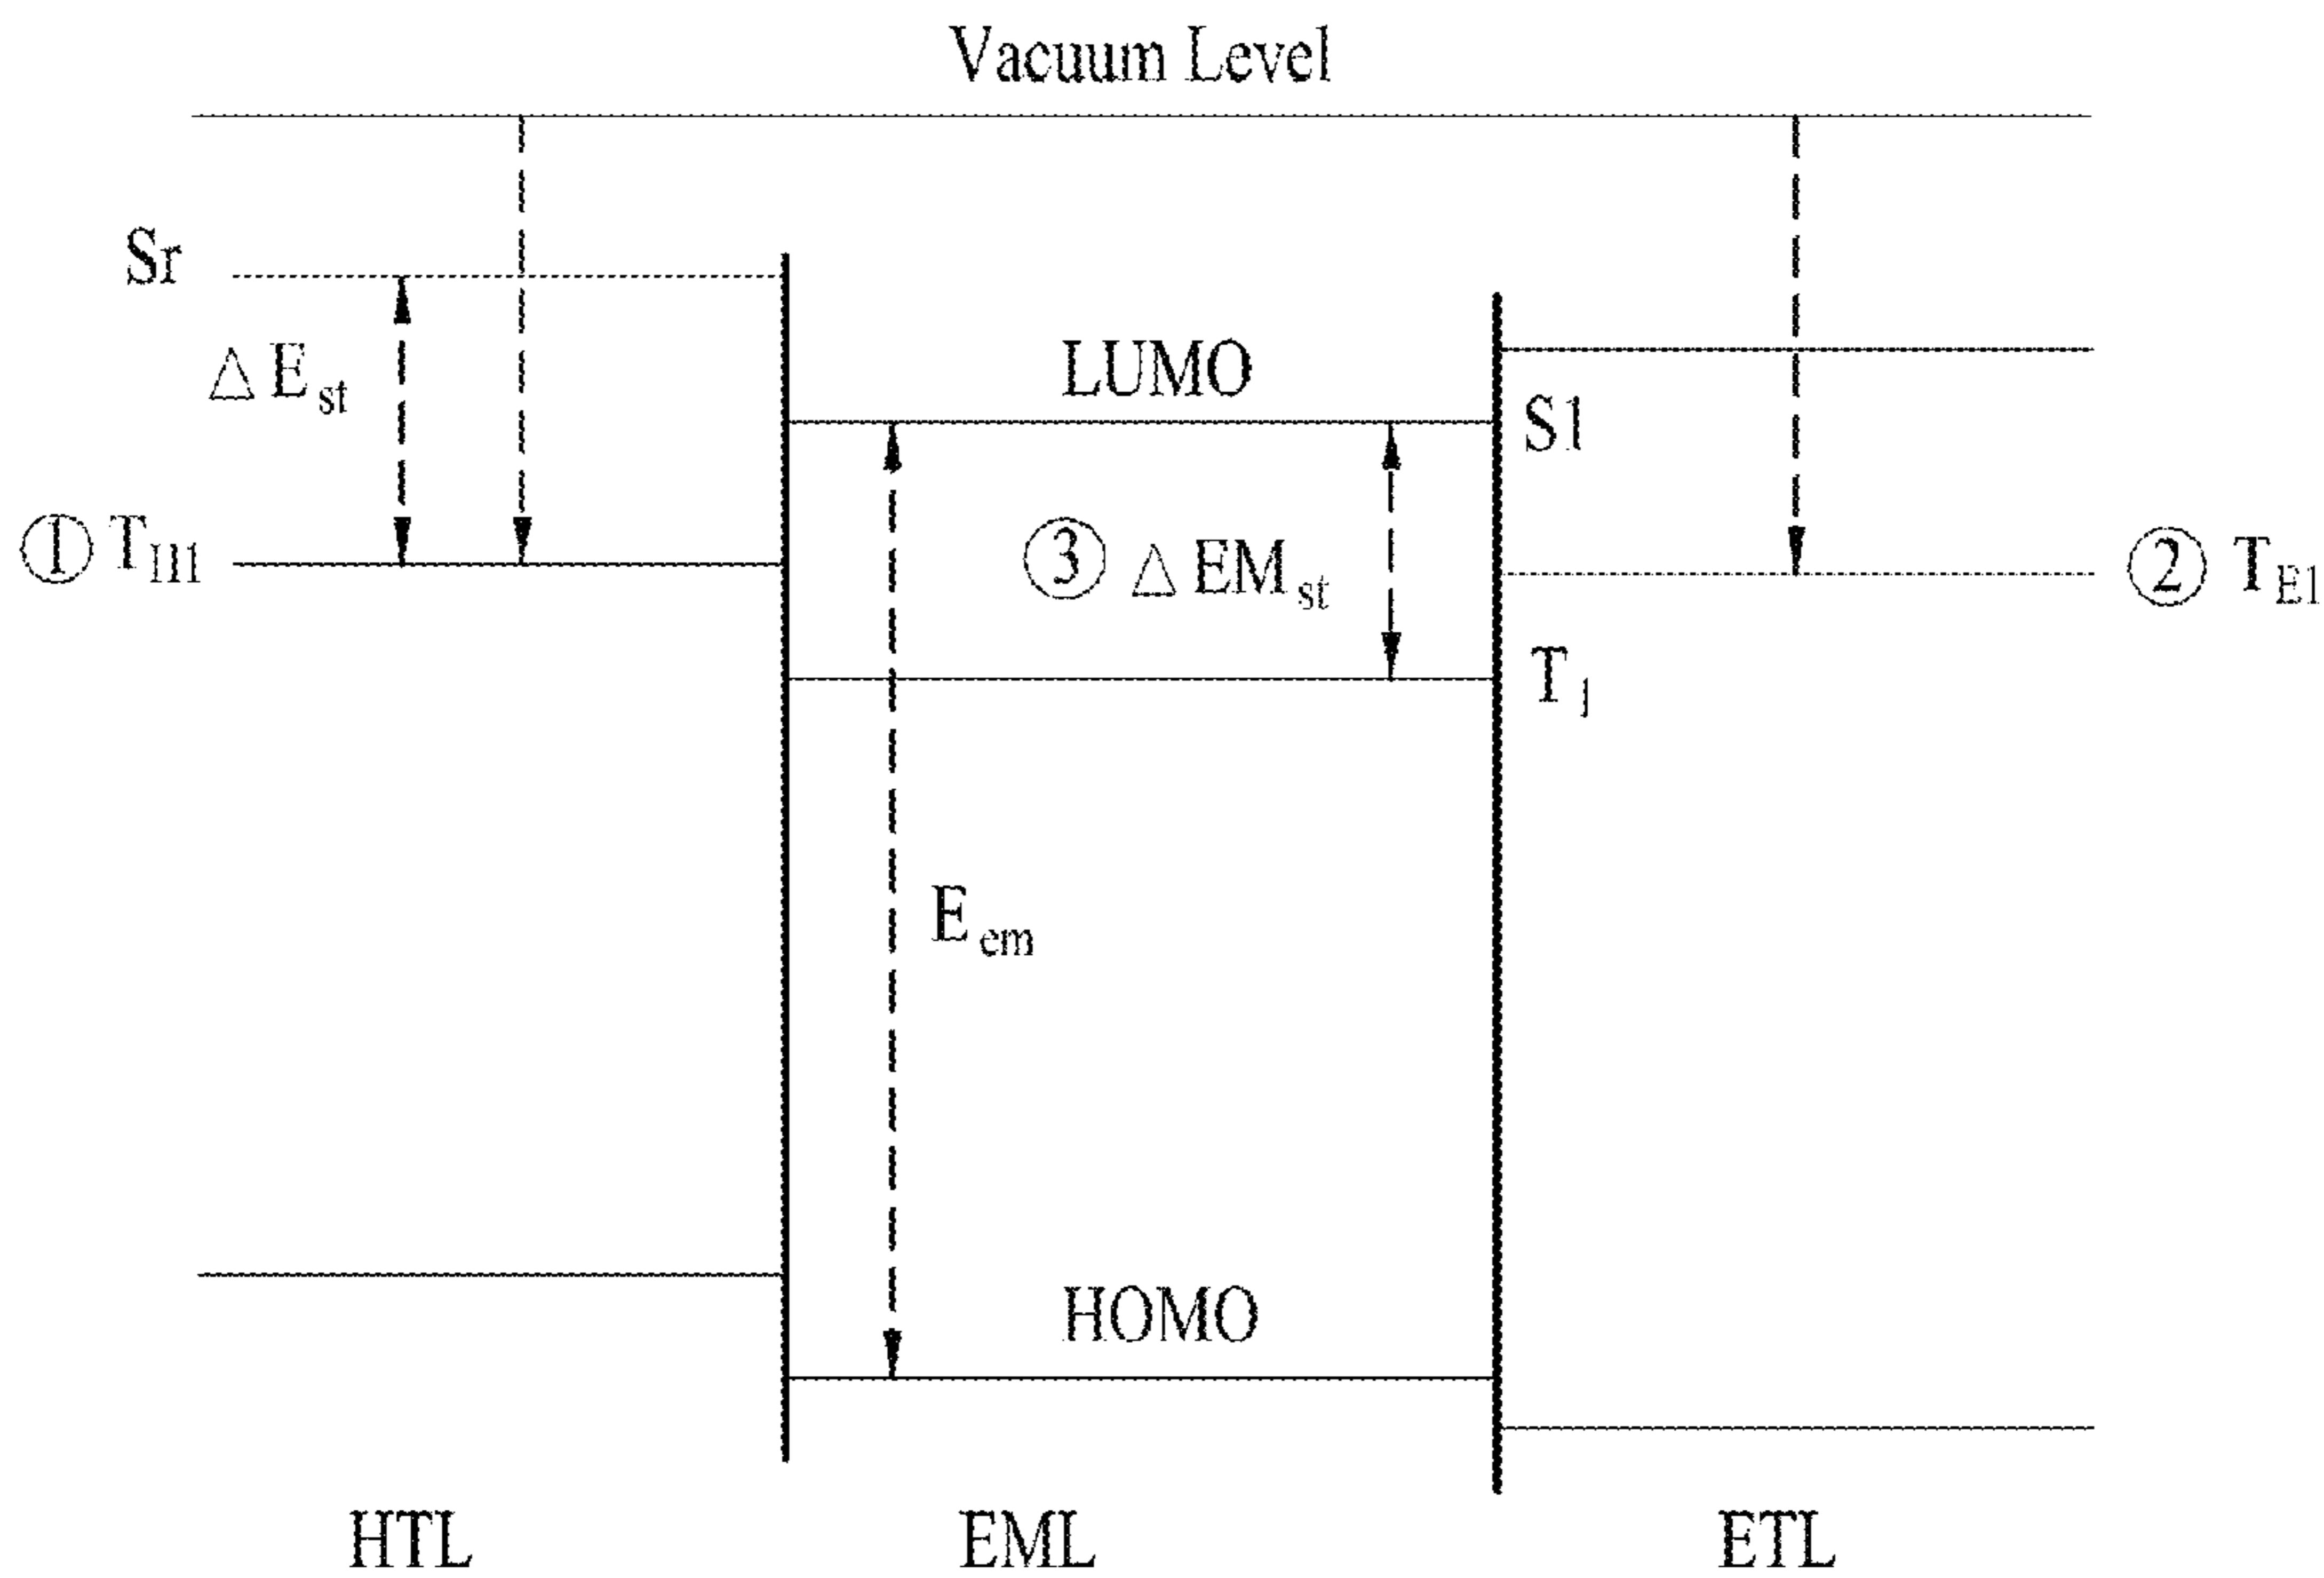 Vacuum Level
Sr
△E st
LUMO
S1
① T H1
③ △EM st
② T E1
T 1
E em
HOMO
HTL
EML
ETL